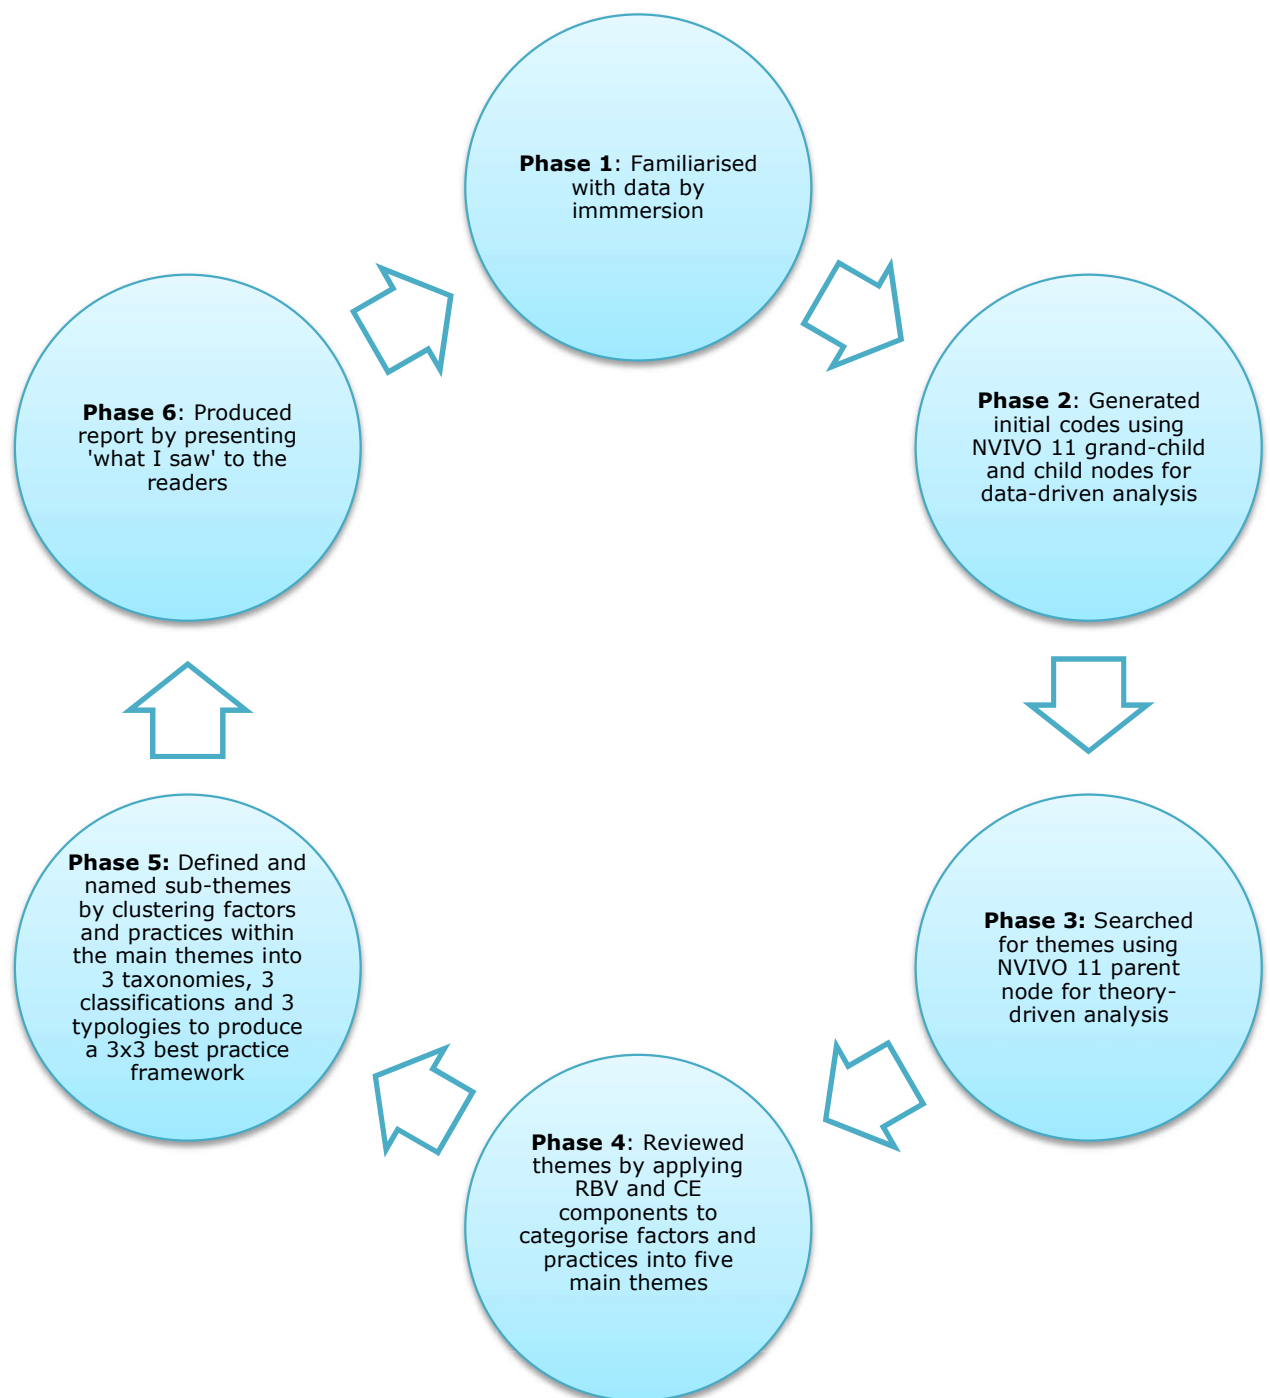 Phase 1: Familiarised
with data by
immmersion
Phase 2: Generated
initial codes using
NVIVO 11 grand-child
and child nodes for
data-driven analysis
Phase 3: Searched
for themes using
NVIVO 11 parent
node for theory-
driven analysis
Phase 4: Reviewed
themes by applying
RBV and CE
components to
categorise factors and
practices into five
main themes
Phase 5: Defined and
named sub-themes
by clustering factors
and practices within
the main themes into
3 taxonomies, 3
classifications and 3
typologies to produce
a 3x3 best practice
framework
Phase 6: Produced
report by presenting
'what I saw' to the
readers